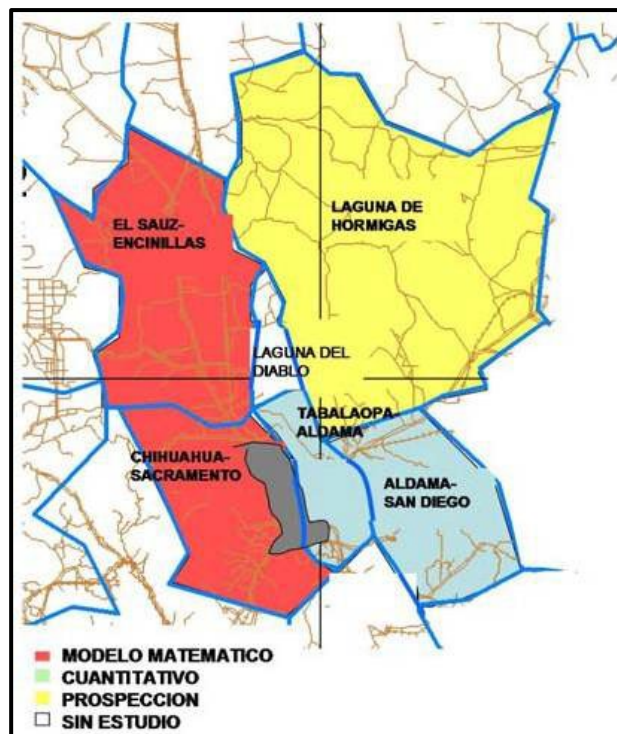 EL SAUZ-
ENCINILLAS
LAGUNA DE
HORMIGAS
LAGUNA DEL
DIABLO
TABALAOPA-
ALDAMA
CHIHUAHUA-
SACRAMENTO
ALDAMA-
SAN DIEGO
MODELO MATEMATICO
CUANTITATIVO
PROSPECCION
SIN ESTUDIO